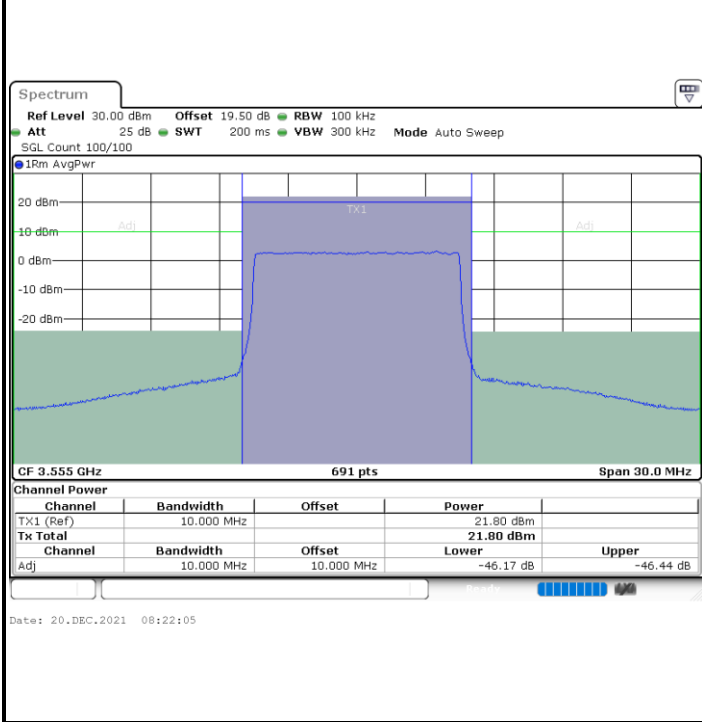 Spectrum
Ref Level 30.00 dBm Offset 19.50 dB RBW 100 kHz
Att 25 dB SWT 200 ms VBW 300 kHz Mode Auto Sweep
SGL Count 100/100
1Rm AvgPwr
20 dBm
TX1
Adj Adj
10 dBm
0 dBm
-10 dBm
-20 dBm
CF 3.555 GHz 691 pts Span 30.0 MHz
Channel Power
Channel Bandwidth Offset Power
TX1 (Ref) 10.000 MHz 21.80 dBm
Tx Total 21.80 dBm
Channel Bandwidth Offset Lower Upper
Adj 10.000 MHz 10.000 MHz -46.17 dB -46.44 dB
Ready
Date: 20.DEC.2021 08:22:05